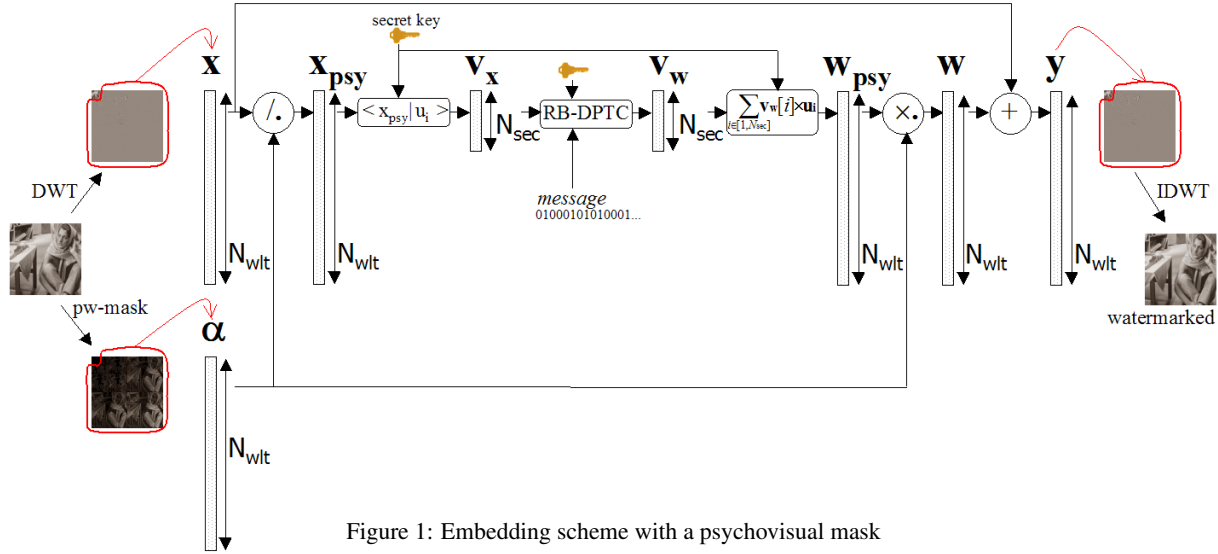 secret key
x
x_psy
v_x
v_w
w_psy
w
y
/.
< x_psy | u_i >
N_sec
RB-DPTC
N_sec
∑ v_w[i]×u_i
i∈[1,N_sec]
×.
+
DWT
IDWT
message
01000101010001...
N_wlt
N_wlt
N_wlt
N_wlt
N_wlt
pw-mask
watermarked
α
N_wlt
Figure 1: Embedding scheme with a psychovisual mask